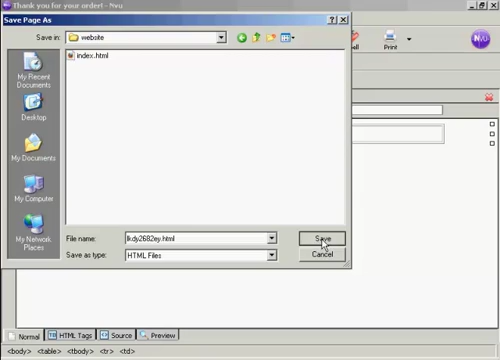 Thank you for your order! - Nvu
Save Page As
Save in:
website
index.html
My Recent
Documents
Desktop
My Documents
My Computer
My Network
Places
File name:
lkdy2682ey.html
Save
Save as type:
HTML Files
Cancel
Print
Normal
HTML Tags
Source
Preview
<body> <table> <tbody> <tr> <td>